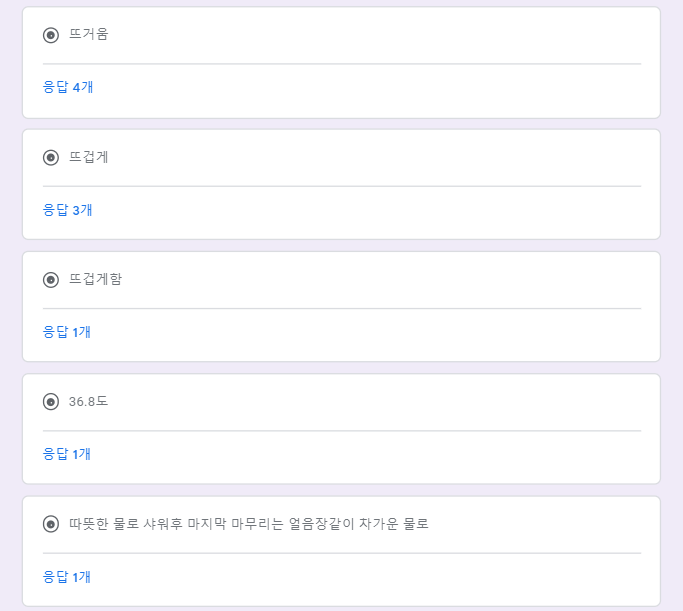 뜨거움
응답 4개
뜨겁게
응답 3개
뜨겁게함
응답 1개
36.8도
응답 1개
따뜻한 물로 샤워후 마지막 마무리는 얼음장같이 차가운 물로
응답 1개